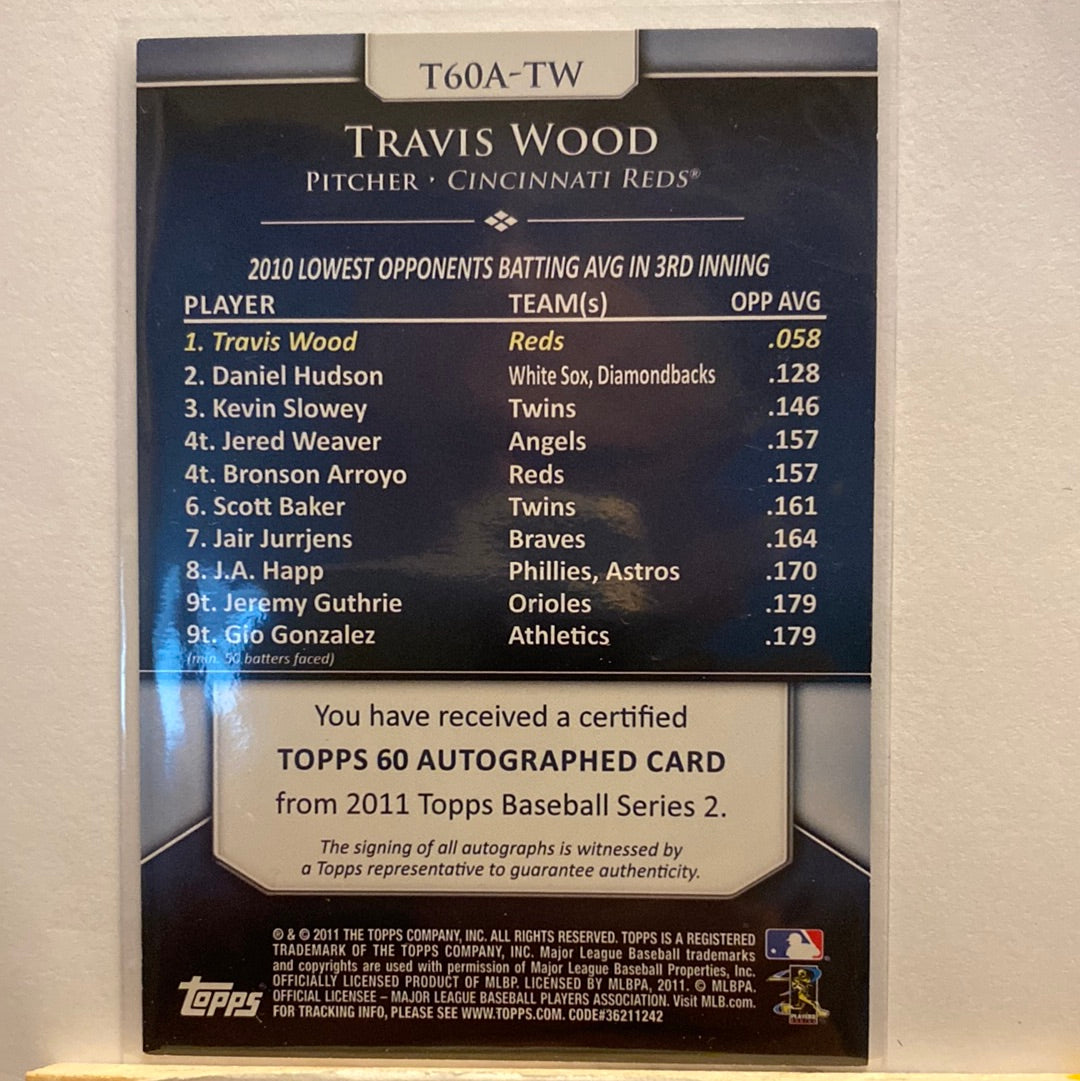 T60A-TW
TRAVIS WOOD
PITCHER · CINCINNATI REDS®
2010 LOWEST OPPONENTS BATTING AVG IN 3RD INNING
PLAYER TEAM(s) OPP AVG
1. Travis Wood Reds .058
2. Daniel Hudson White Sox, Diamondbacks .128
3. Kevin Slowey Twins .146
4t. Jered Weaver Angels .157
4t. Bronson Arroyo Reds .157
6. Scott Baker Twins .161
7. Jair Jurrjens Braves .164
8. J.A. Happ Phillies, Astros .170
9t. Jeremy Guthrie Orioles .179
9t. Gio Gonzalez Athletics .179
(min. 50 batters faced)
You have received a certified
TOPPS 60 AUTOGRAPHED CARD
from 2011 Topps Baseball Series 2.
The signing of all autographs is witnessed by
a Topps representative to guarantee authenticity.
® & © 2011 THE TOPPS COMPANY, INC. ALL RIGHTS RESERVED. TOPPS IS A REGISTERED
TRADEMARK OF THE TOPPS COMPANY, INC. Major League Baseball trademarks
and copyrights are used with permission of Major League Baseball Properties, Inc.
OFFICIALLY LICENSED PRODUCT OF MLBP. LICENSED BY MLBPA, 2011. © MLBPA.
OFFICIAL LICENSEE – MAJOR LEAGUE BASEBALL PLAYERS ASSOCIATION. Visit MLB.com.
FOR TRACKING INFO, PLEASE SEE WWW.TOPPS.COM. CODE#36211242
topps
PLAYERS